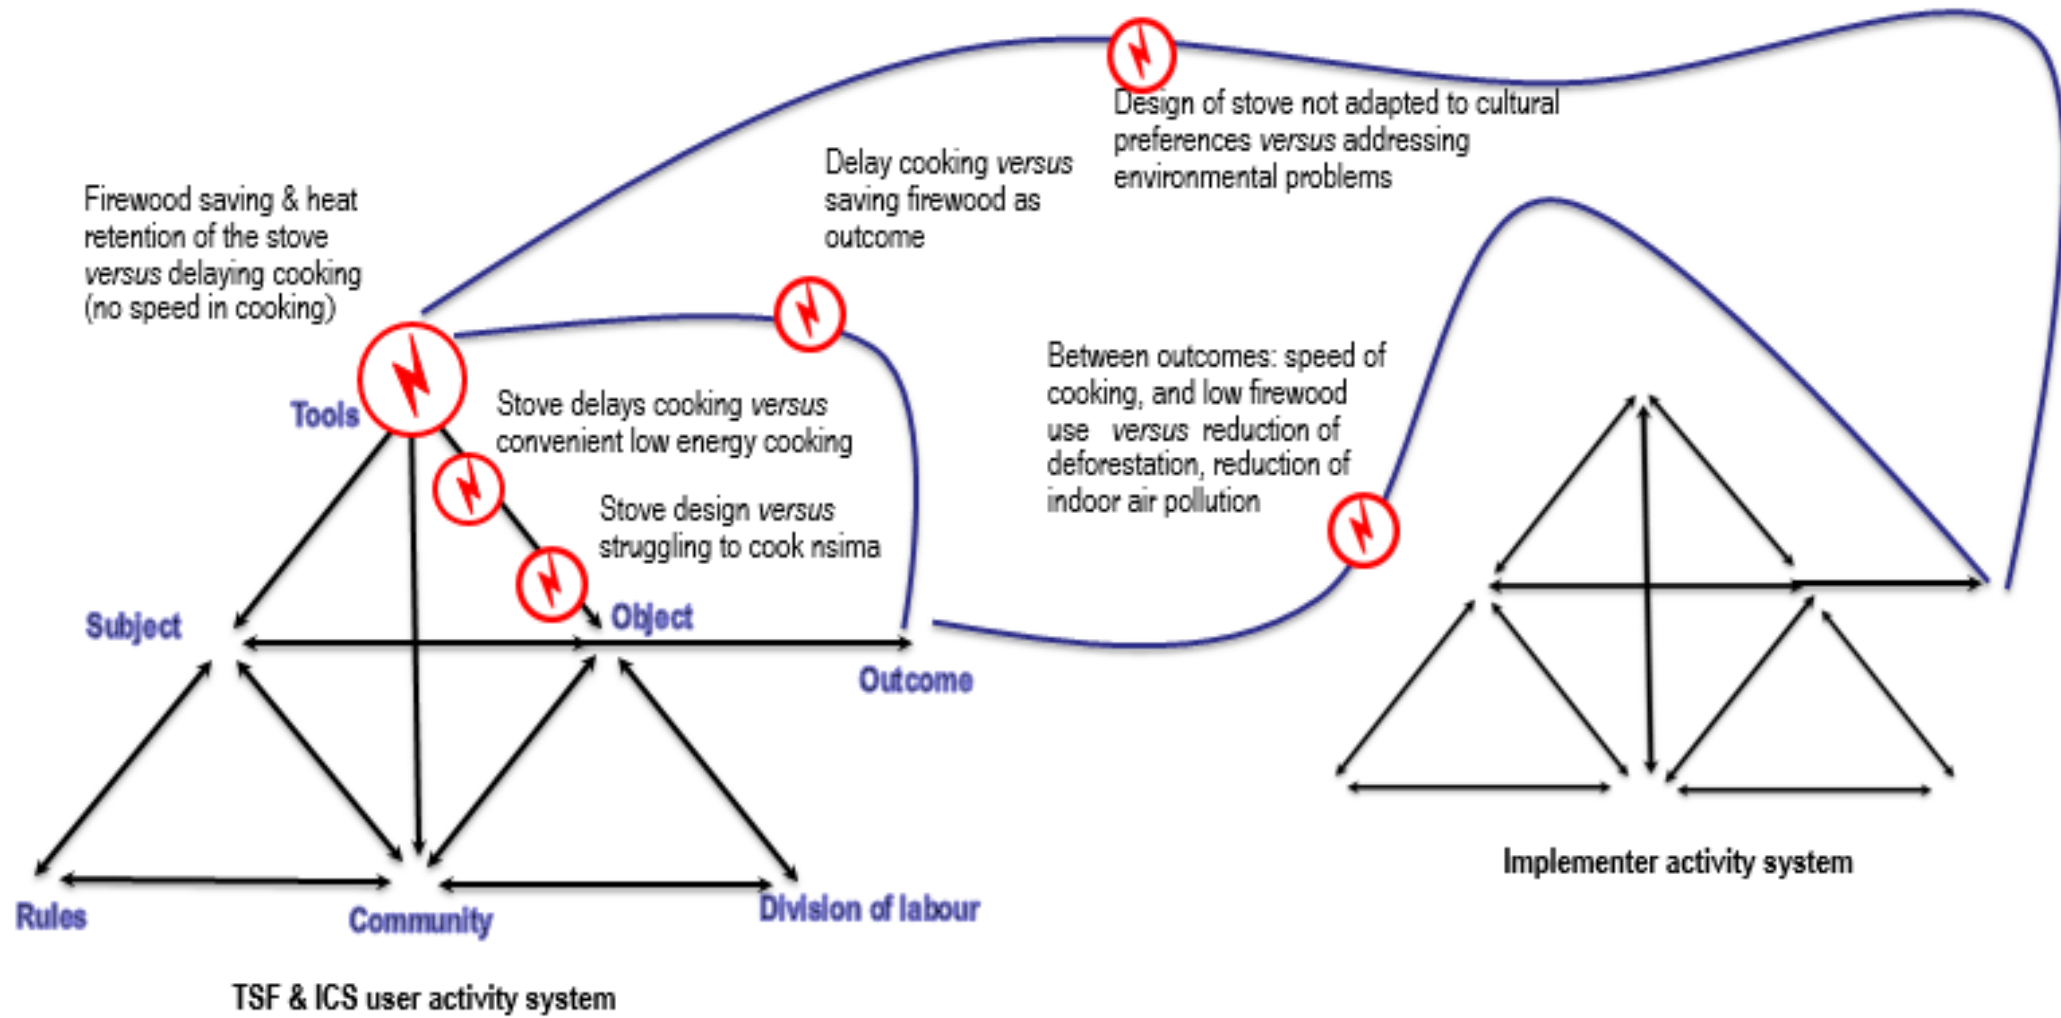 Design of stove not adapted to cultural
preferences versus addressing
environmental problems
Delay cooking versus
saving firewood as
outcome
Firewood saving & heat
retention of the stove
versus delaying cooking
(no speed in cooking)
Between outcomes: speed of
cooking, and low firewood
use versus reduction of
deforestation, reduction of
indoor air pollution
Tools
Stove delays cooking versus
convenient low energy cooking
Stove design versus
struggling to cook nsima
Subject
Object
Outcome
Rules
Community
Division of labour
Implementer activity system
TSF & ICS user activity system